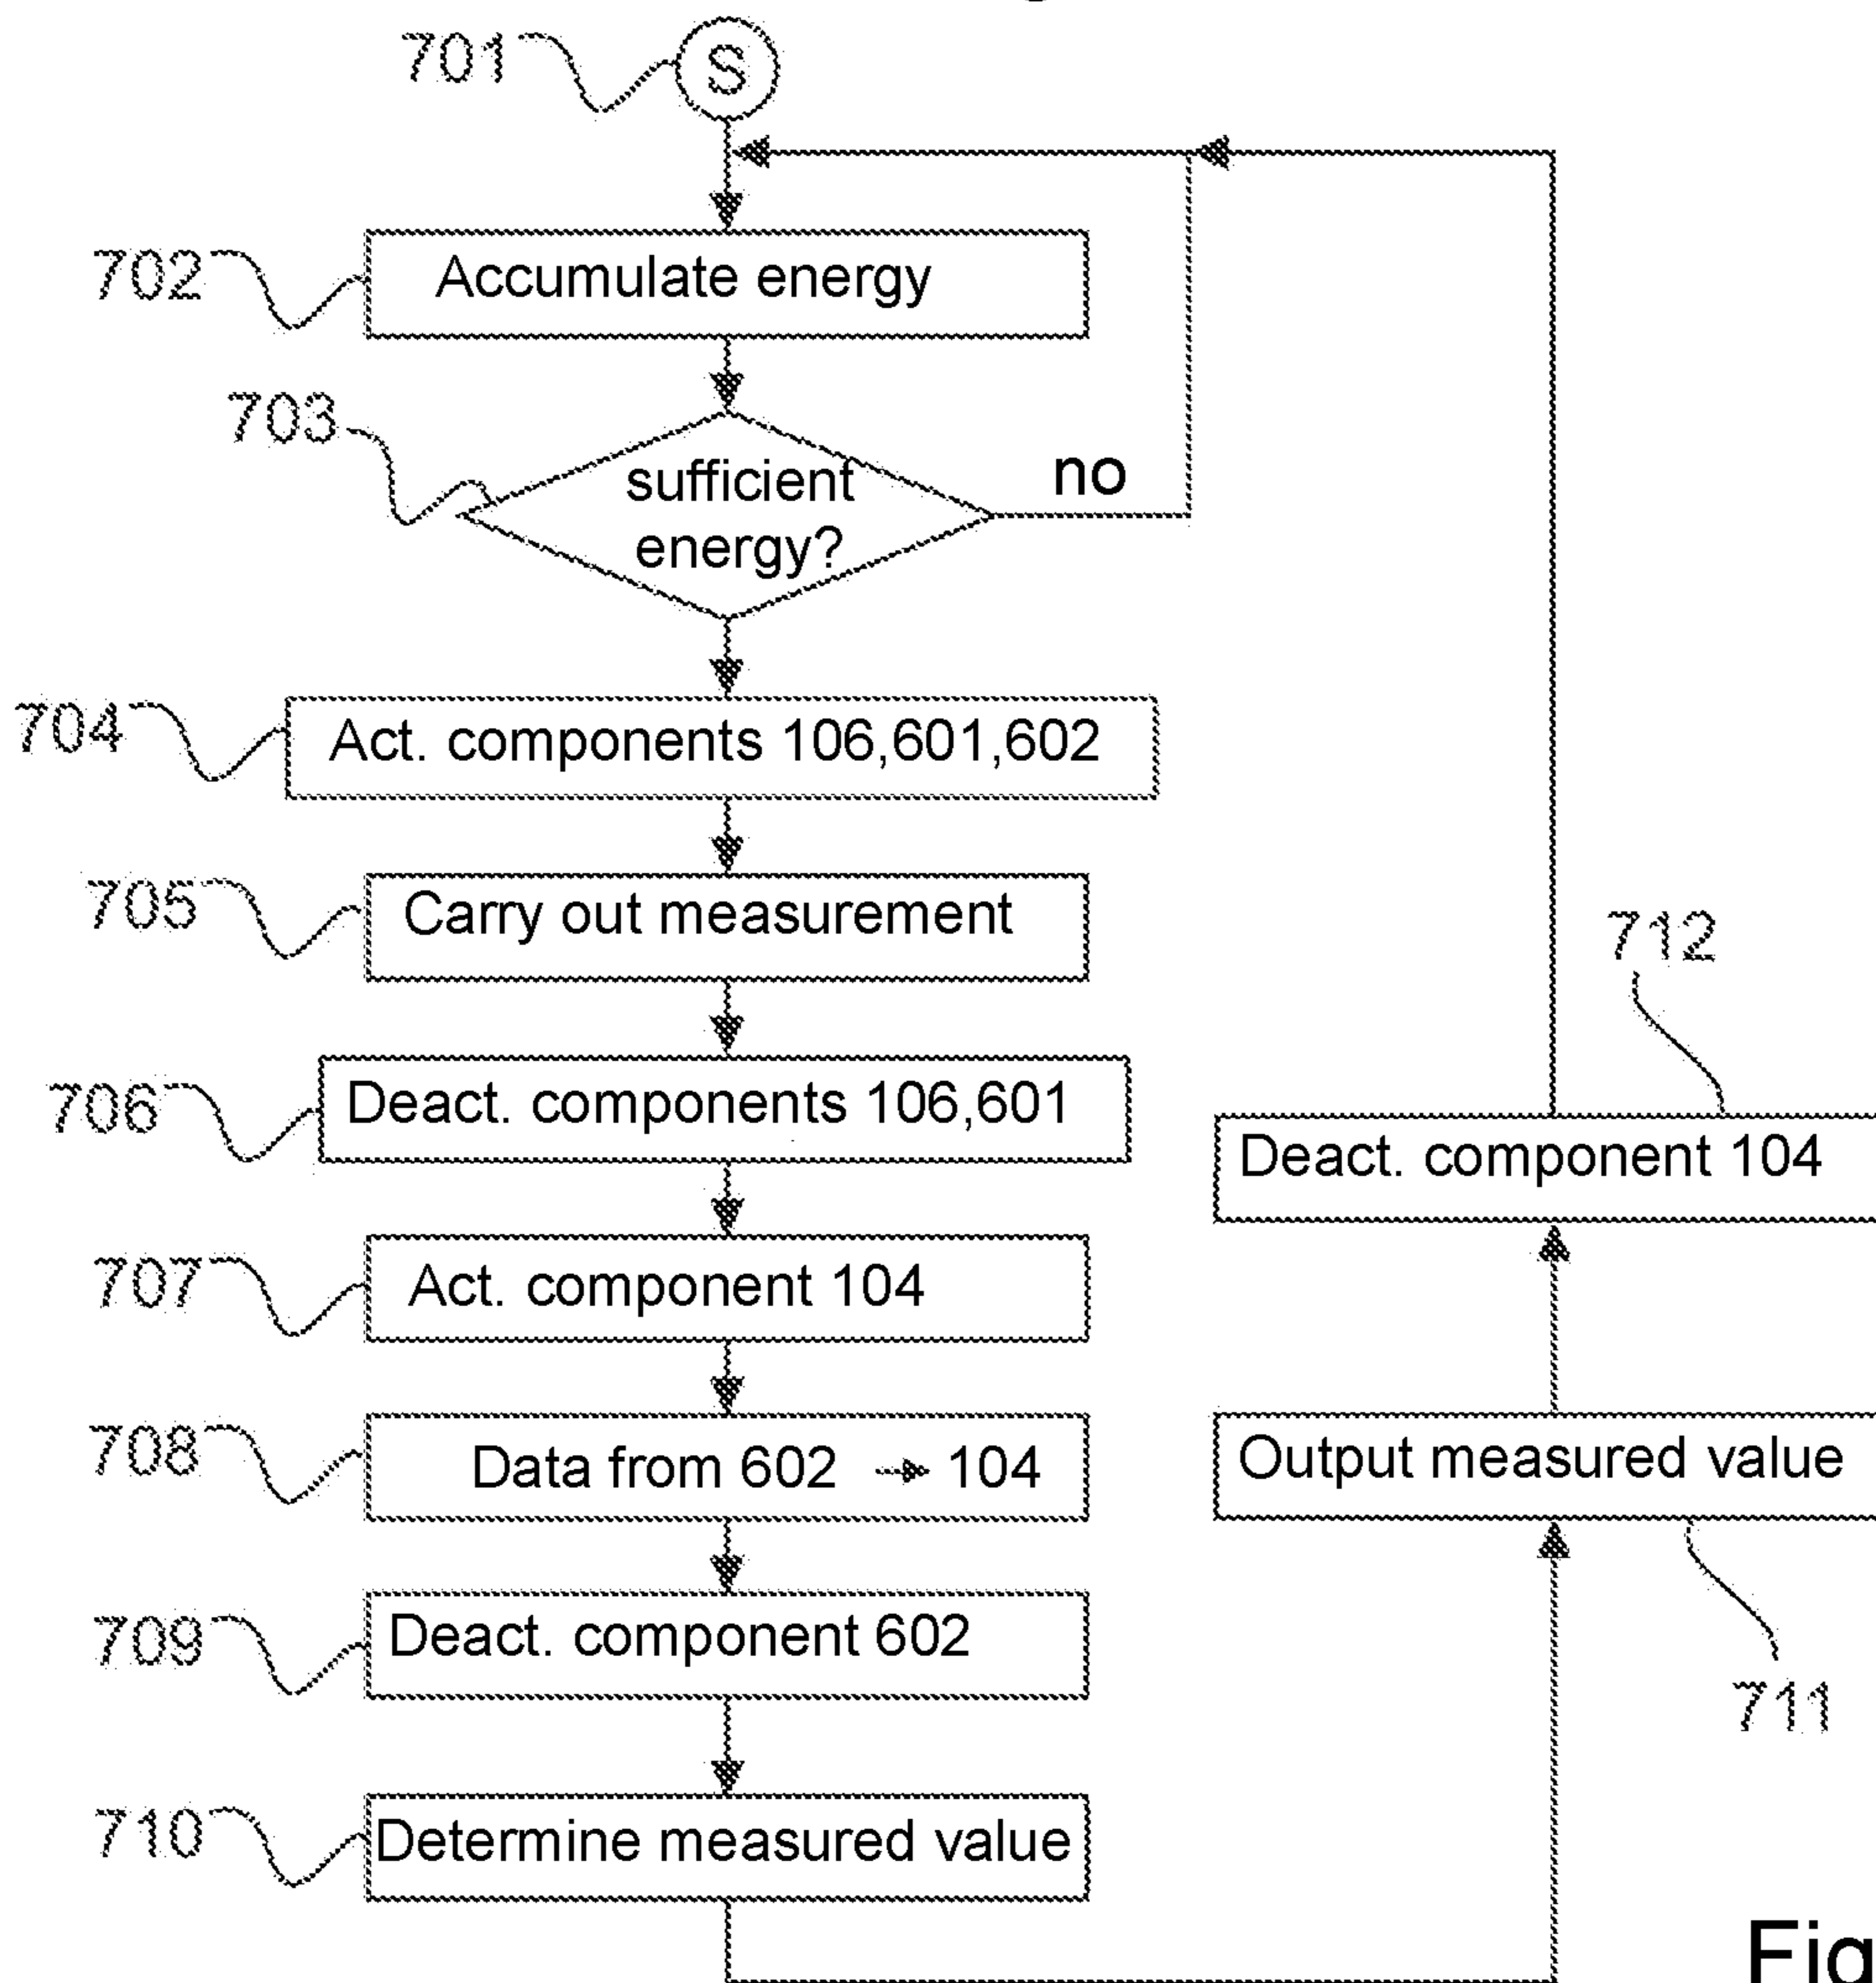 701
S
702
Accumulate energy
703
sufficient
energy?
no
704
Act. components 106,601,602
705
Carry out measurement
712
706
Deact. components 106,601
Deact. component 104
707
Act. component 104
708
Data from 602 → 104
Output measured value
709
Deact. component 602
711
710
Determine measured value
Fig